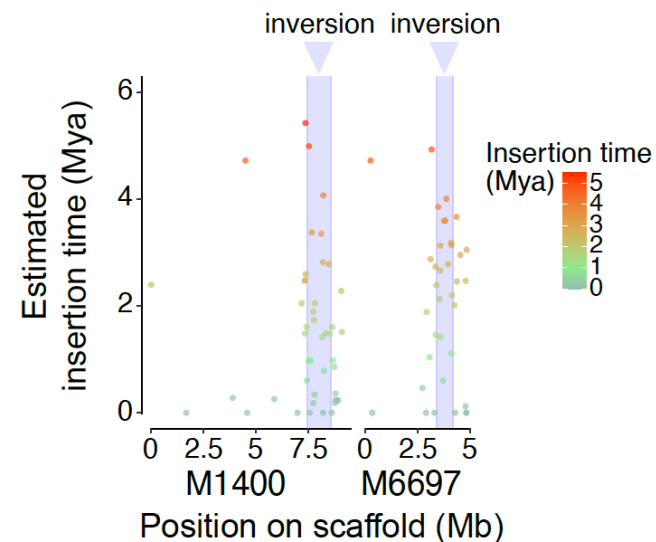 inversion inversion
Estimated
insertion time (Mya)
6
4
2
0
Insertion time
(Mya)
5
4
3
2
1
0
0 2.5 5 7.5 0 2.5 5
M1400 M6697
Position on scaffold (Mb)